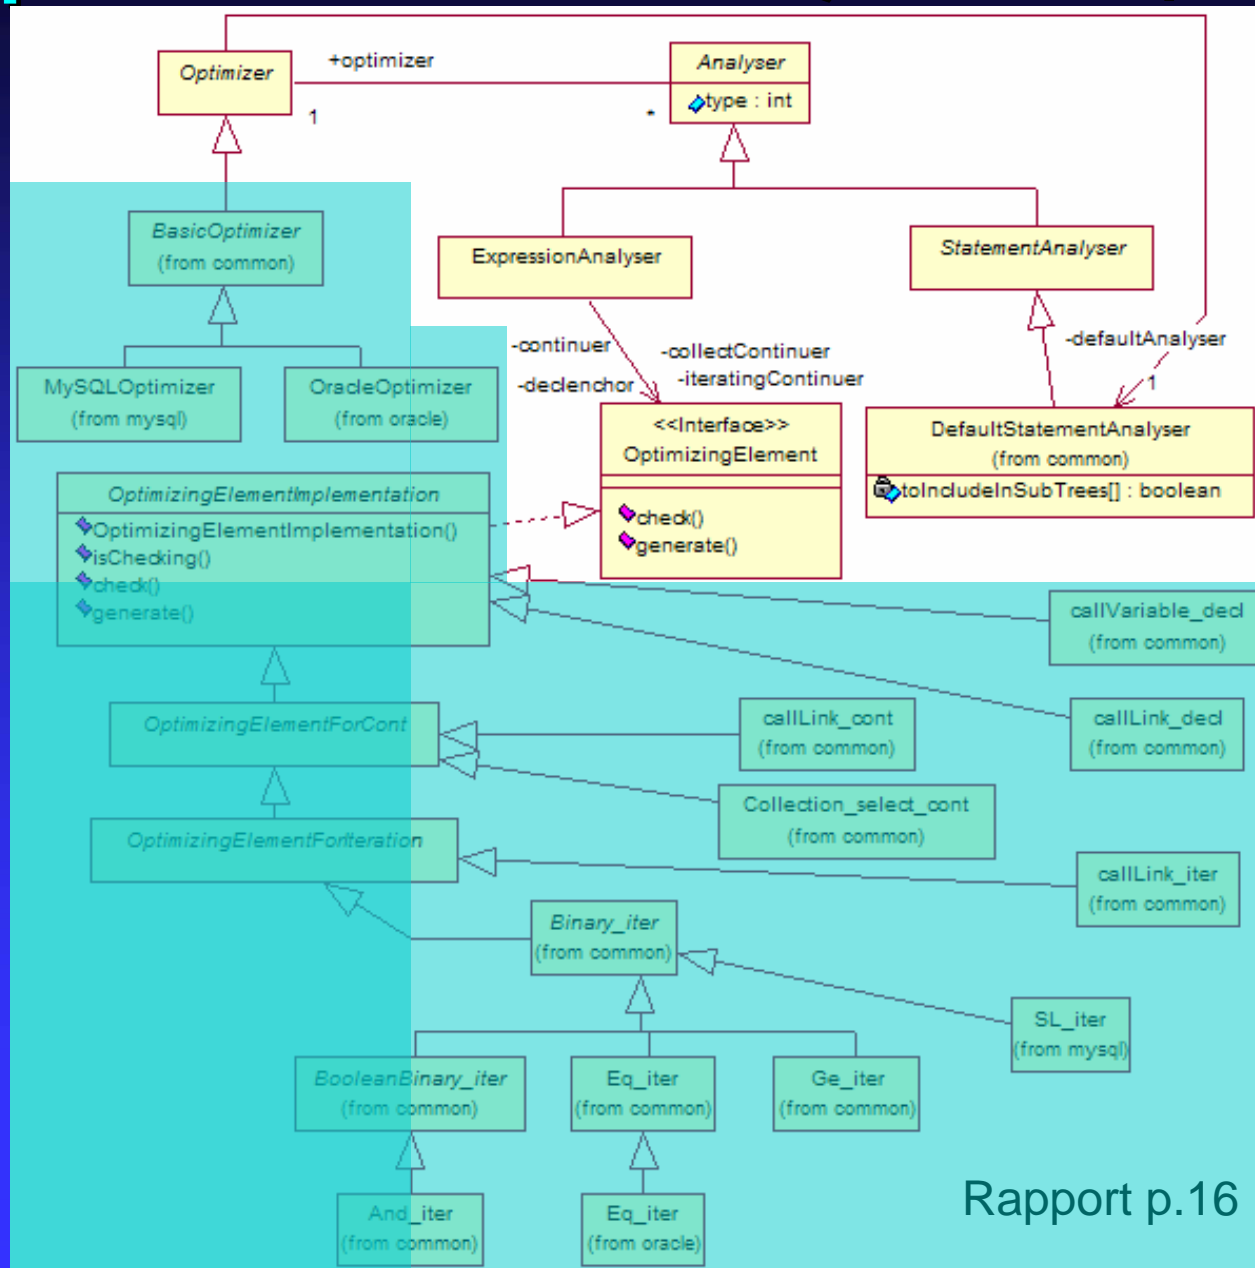 Optimizer
+optimizer
1
*
Analyser
type : int
BasicOptimizer
(from common)
ExpressionAnalyser
StatementAnalyser
-continuer
-declenchor
-collectContinuer
-iteratingContinuer
-defaultAnalyser
1
MySQLOptimizer
(from mysql)
OracleOptimizer
(from oracle)
<<Interface>>
OptimizingElement
check()
generate()
DefaultStatementAnalyser
(from common)
toIncludeInSubTrees[] : boolean
OptimizingElementImplementation
OptimizingElementImplementation()
isChecking()
check()
generate()
callVariable_decl
(from common)
OptimizingElementForCont
callLink_cont
(from common)
callLink_decl
(from common)
Collection_select_cont
(from common)
OptimizingElementForIteration
callLink_iter
(from common)
Binary_iter
(from common)
SL_iter
(from mysql)
BooleanBinary_iter
(from common)
Eq_iter
(from common)
Ge_iter
(from common)
And_iter
(from common)
Eq_iter
(from oracle)
Rapport p.16